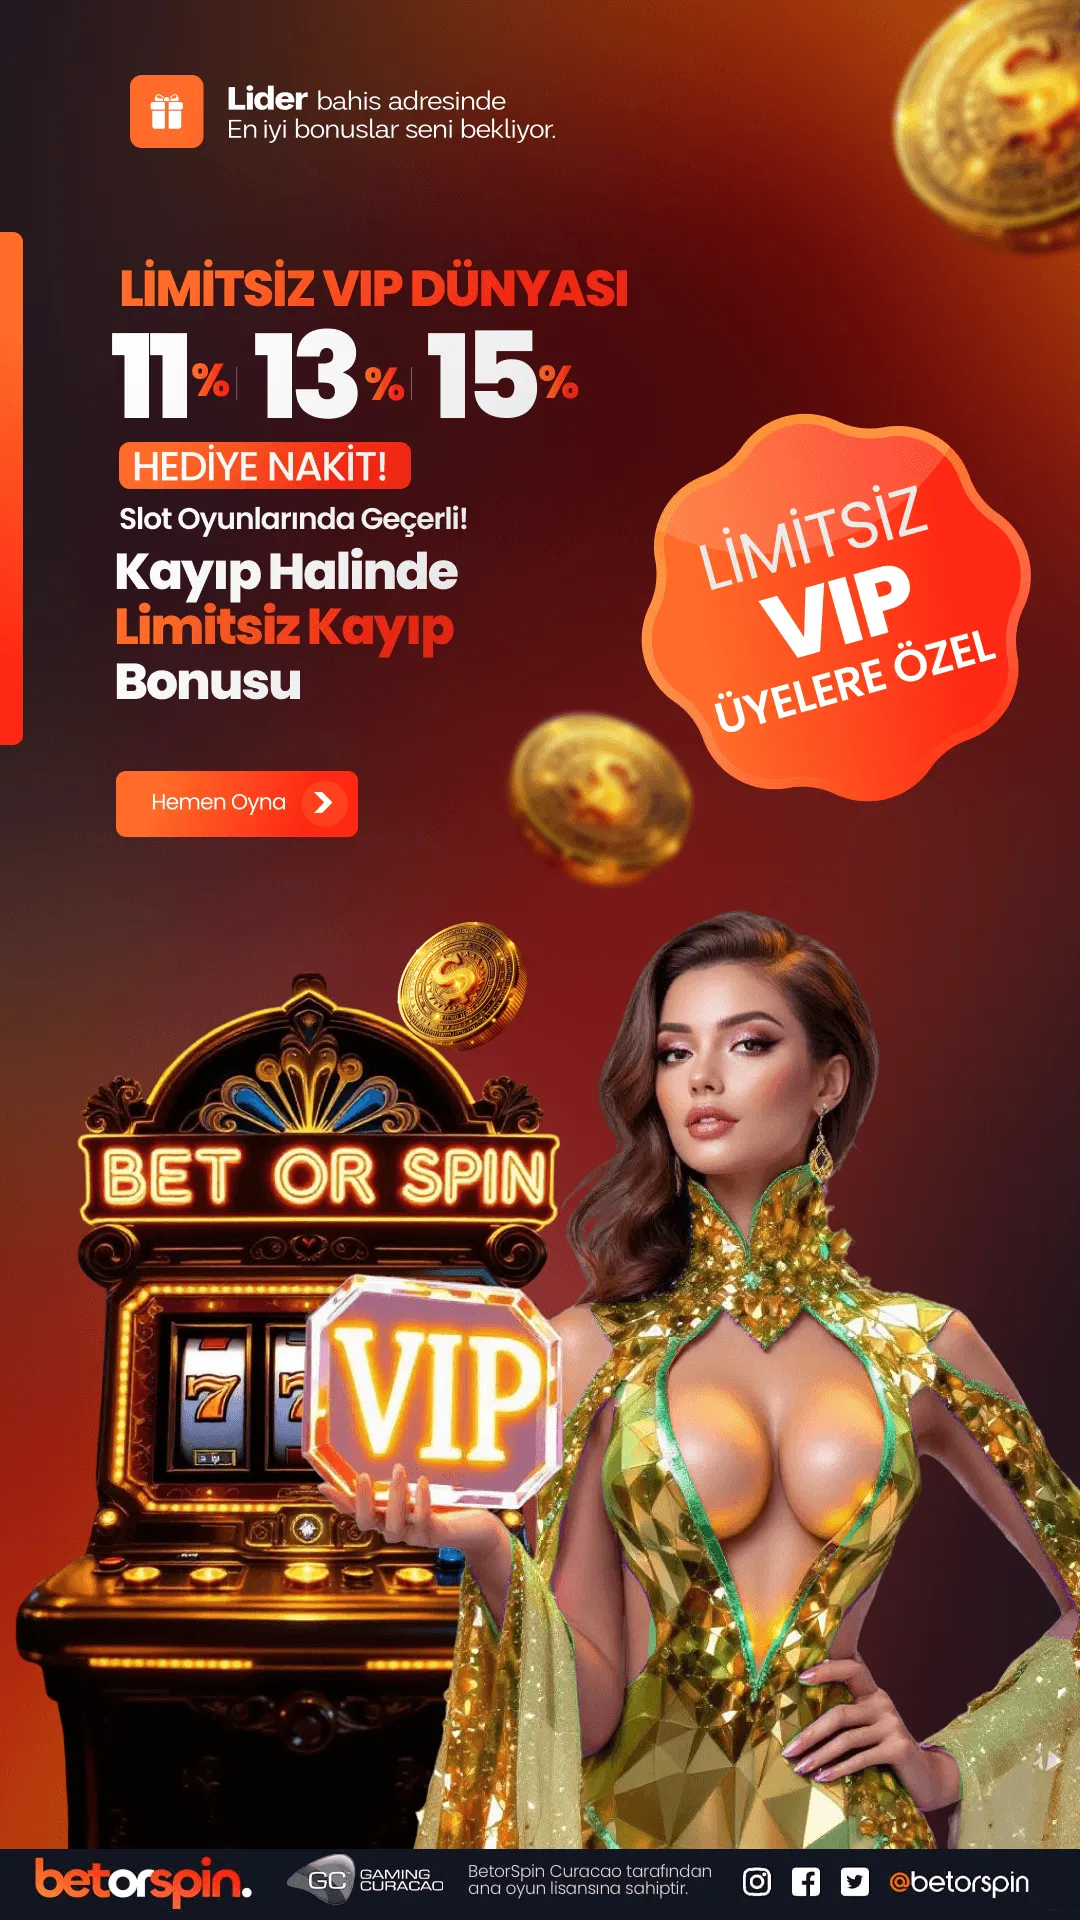 Lider bahis adresinde
En iyi bonuslar seni bekliyor.
LİMİTSİZ VIP DÜNYASI
11% 13% 15%
HEDİYE NAKİT!
Slot Oyunlarında Geçerli!
Kayıp Halinde
Limitsiz Kayıp
Bonusu
LİMİTSİZ
VIP
ÜYELERE ÖZEL
Hemen Oyna
BET OR SPIN
7 7
VIP
betorspin.
GC GAMING
CURACAO
BetorSpin Curacao tarafından
ana oyun lisansına sahiptir.
@betorspin